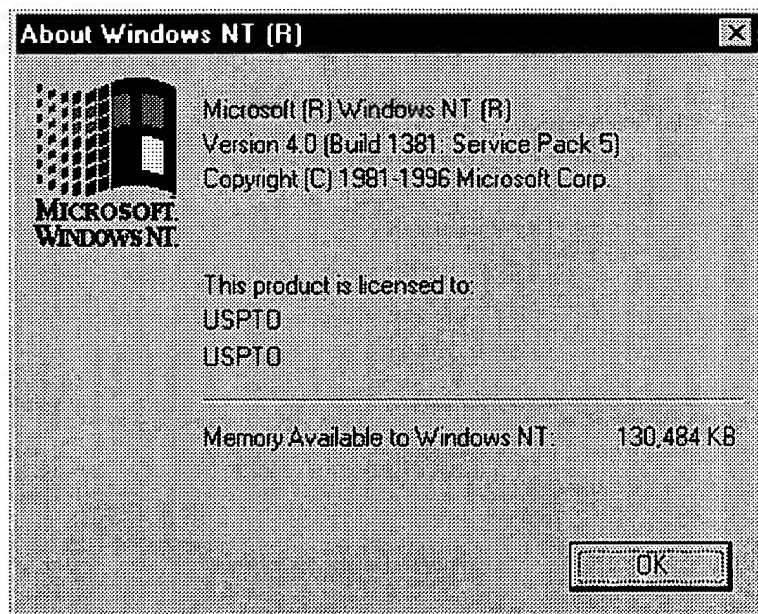 About Windows NT (R)
Microsoft (R) Windows NT (R)
Version 4.0 (Build 1381: Service Pack 5)
Copyright (C) 1981-1996 Microsoft Corp.
MICROSOFT.
WINDOWS NT.
This product is licensed to:
USPTO
USPTO
Memory Available to Windows NT: 130,484 KB
OK